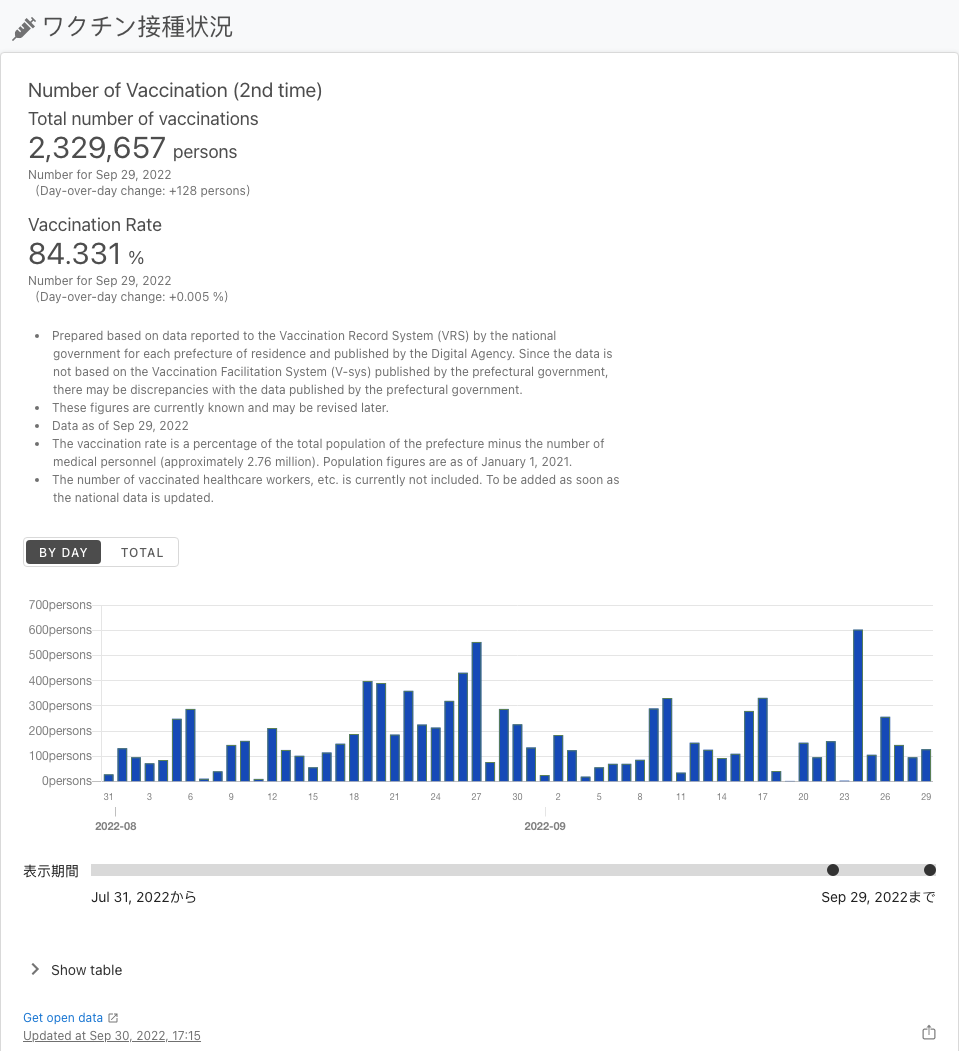 ワクチン接種状況
Number of Vaccination (2nd time)
Total number of vaccinations
2,329,657 persons
Number for Sep 29, 2022
(Day-over-day change: +128 persons)
Vaccination Rate
84.331 %
Number for Sep 29, 2022
(Day-over-day change: +0.005 %)
• Prepared based on data reported to the Vaccination Record System (VRS) by the national
government for each prefecture of residence and published by the Digital Agency. Since the data is
not based on the Vaccination Facilitation System (V-sys) published by the prefectural government,
there may be discrepancies with the data published by the prefectural government.
• These figures are currently known and may be revised later.
• Data as of Sep 29, 2022
• The vaccination rate is a percentage of the total population of the prefecture minus the number of
medical personnel (approximately 2.76 million). Population figures are as of January 1, 2021.
• The number of vaccinated healthcare workers, etc. is currently not included. To be added as soon as
the national data is updated.
BY DAY TOTAL
700persons
600persons
500persons
400persons
300persons
200persons
100persons
0persons
31 3 6 9 12 15 18 21 24 27 30 2 5 8 11 14 17 20 23 26 29
2022-08 2022-09
表示期間
Jul 31, 2022から Sep 29, 2022まで
Show table
Get open data
Updated at Sep 30, 2022, 17:15